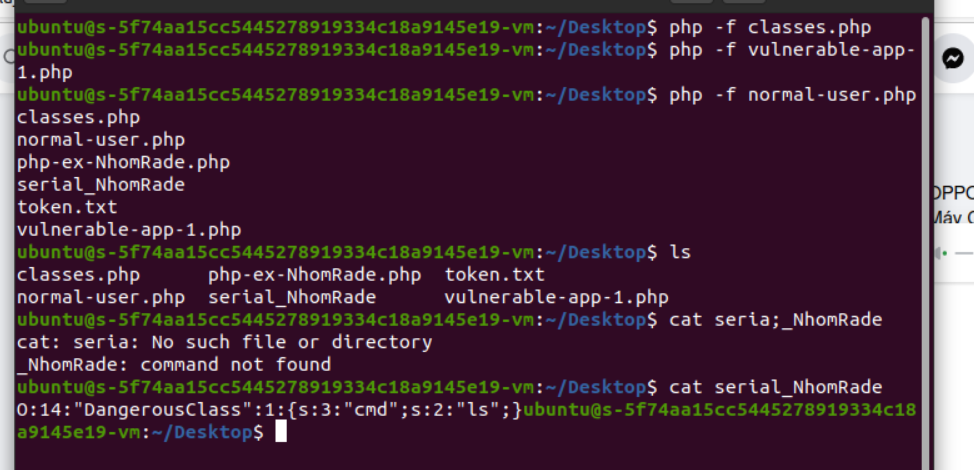 ubuntu@s-5f74aa15cc5445278919334c18a9145e19-vm:~/Desktop$ php -f classes.php
ubuntu@s-5f74aa15cc5445278919334c18a9145e19-vm:~/Desktop$ php -f vulnerable-app-
1.php
ubuntu@s-5f74aa15cc5445278919334c18a9145e19-vm:~/Desktop$ php -f normal-user.php
classes.php
normal-user.php
php-ex-NhomRade.php
serial_NhomRade
token.txt
vulnerable-app-1.php
ubuntu@s-5f74aa15cc5445278919334c18a9145e19-vm:~/Desktop$ ls
classes.php      php-ex-NhomRade.php  token.txt
normal-user.php  serial_NhomRade      vulnerable-app-1.php
ubuntu@s-5f74aa15cc5445278919334c18a9145e19-vm:~/Desktop$ cat seria;_NhomRade
cat: seria: No such file or directory
_NhomRade: command not found
ubuntu@s-5f74aa15cc5445278919334c18a9145e19-vm:~/Desktop$ cat serial_NhomRade
O:14:"DangerousClass":1:{s:3:"cmd";s:2:"ls";}ubuntu@s-5f74aa15cc5445278919334c18
a9145e19-vm:~/Desktop$
OPPO
Máy